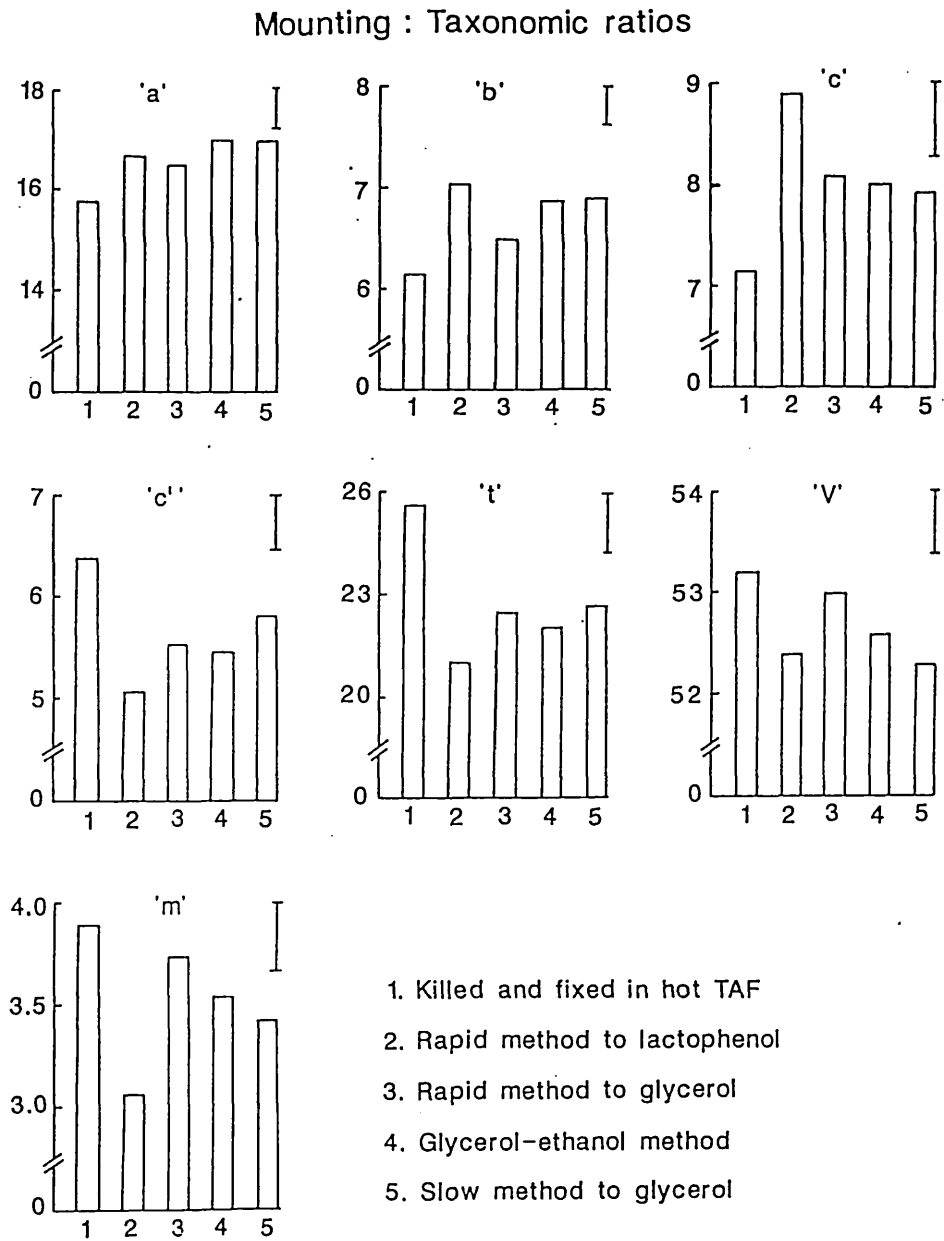 Mounting : Taxonomic ratios
'a'
18
16
14
0
1 2 3 4 5
'b'
8
7
6
0
1 2 3 4 5
'c'
9
8
7
0
1 2 3 4 5
'c''
7
6
5
0
1 2 3 4 5
't'
26
23
20
0
1 2 3 4 5
'V'
54
53
52
0
1 2 3 4 5
'm'
4.0
3.5
3.0
0
1 2 3 4 5
1. Killed and fixed in hot TAF
2. Rapid method to lactophenol
3. Rapid method to glycerol
4. Glycerol-ethanol method
5. Slow method to glycerol